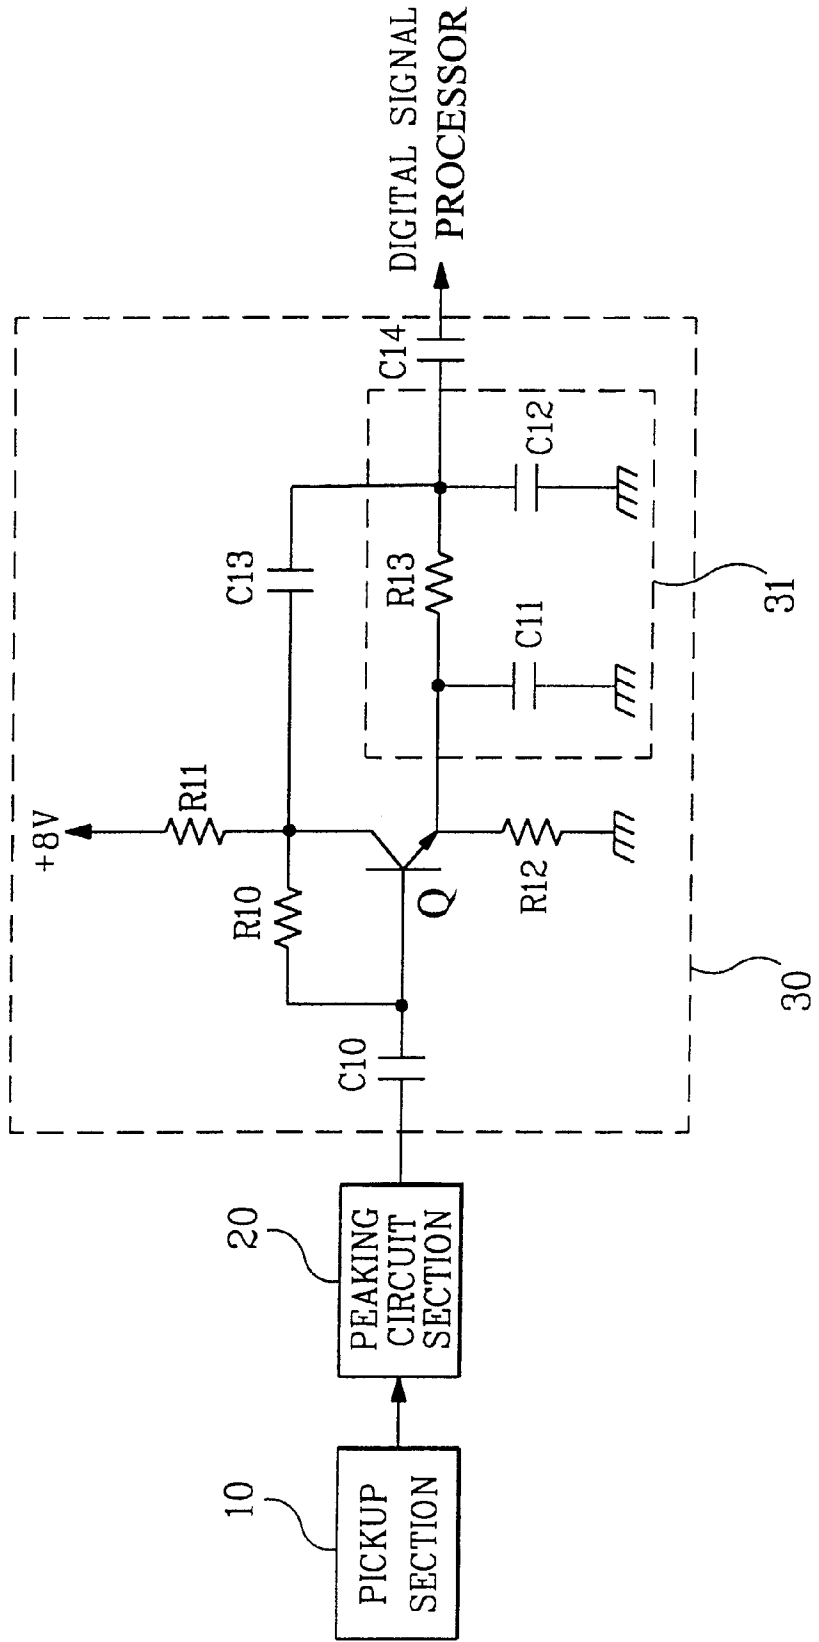 10
PICKUP
SECTION
20
PEAKING
CIRCUIT
SECTION
C10
R10
+8V
R11
Q
R12
C13
C11
R13
C12
C14
31
30
DIGITAL SIGNAL
PROCESSOR